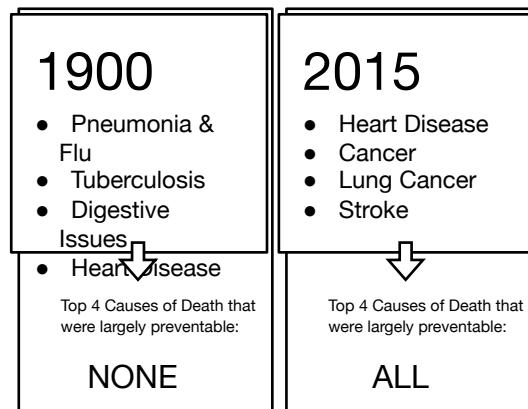 1900
● Pneumonia &
Flu
● Tuberculosis
● Digestive
Issues
● Heart Disease
Top 4 Causes of Death that
were largely preventable:
NONE
2015
● Heart Disease
● Cancer
● Lung Cancer
● Stroke
Top 4 Causes of Death that
were largely preventable:
ALL